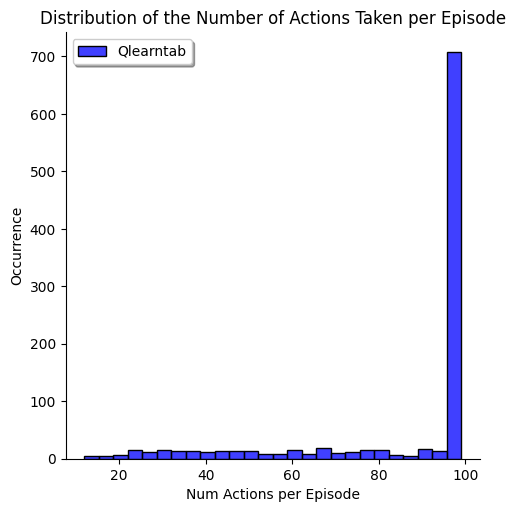 Distribution of the Number of Actions Taken per Episode
Qlearntab
700
600
500
400
300
200
100
0
Occurrence
20 40 60 80 100
Num Actions per Episode